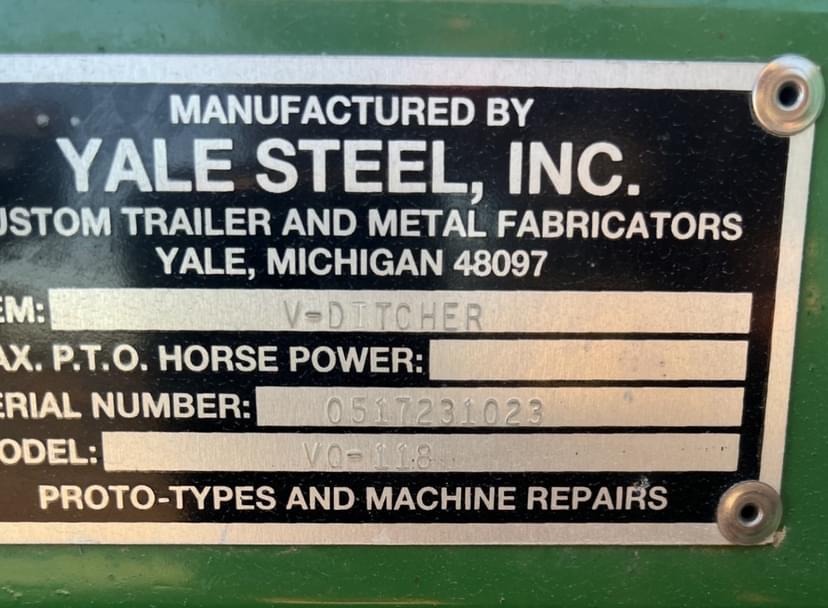 MANUFACTURED BY
YALE STEEL, INC.
USTOM TRAILER AND METAL FABRICATORS
YALE, MICHIGAN 48097
EM: V-DITCHER
AX. P.T.O. HORSE POWER:
ERIAL NUMBER: 0517231023
ODEL: VO-118
PROTO-TYPES AND MACHINE REPAIRS